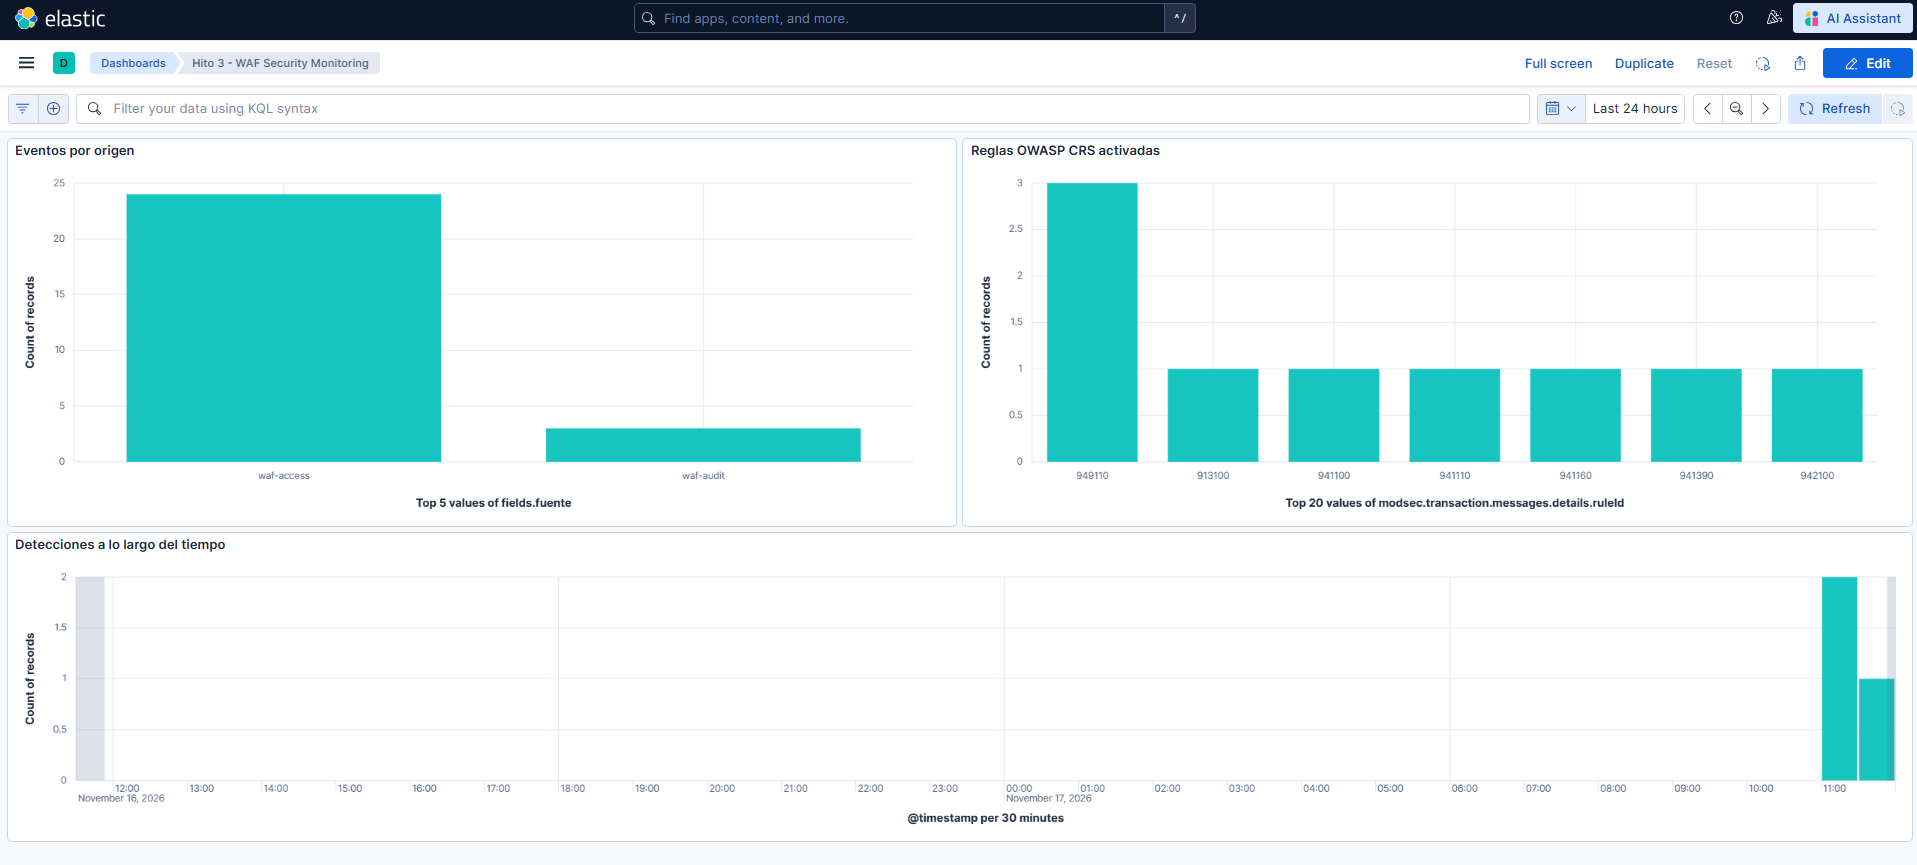 elastic
Find apps, content, and more.
^ /
AI Assistant
D
Dashboards
Hito 3 - WAF Security Monitoring
Full screen
Duplicate
Reset
Edit
Filter your data using KQL syntax
Last 24 hours
Refresh
Eventos por origen
25
20
15
10
5
0
Count of records
waf-access
waf-audit
Top 5 values of fields.fuente
Reglas OWASP CRS activadas
3
2.5
2
1.5
1
0.5
0
Count of records
949110
913100
941100
941110
941160
941390
942100
Top 20 values of modsec.transaction.messages.details.ruleId
Detecciones a lo largo del tiempo
2
1.5
1
0.5
0
Count of records
12:00
13:00
14:00
15:00
16:00
17:00
18:00
19:00
20:00
21:00
22:00
23:00
00:00
01:00
02:00
03:00
04:00
05:00
06:00
07:00
08:00
09:00
10:00
11:00
November 16, 2026
November 17, 2026
@timestamp per 30 minutes